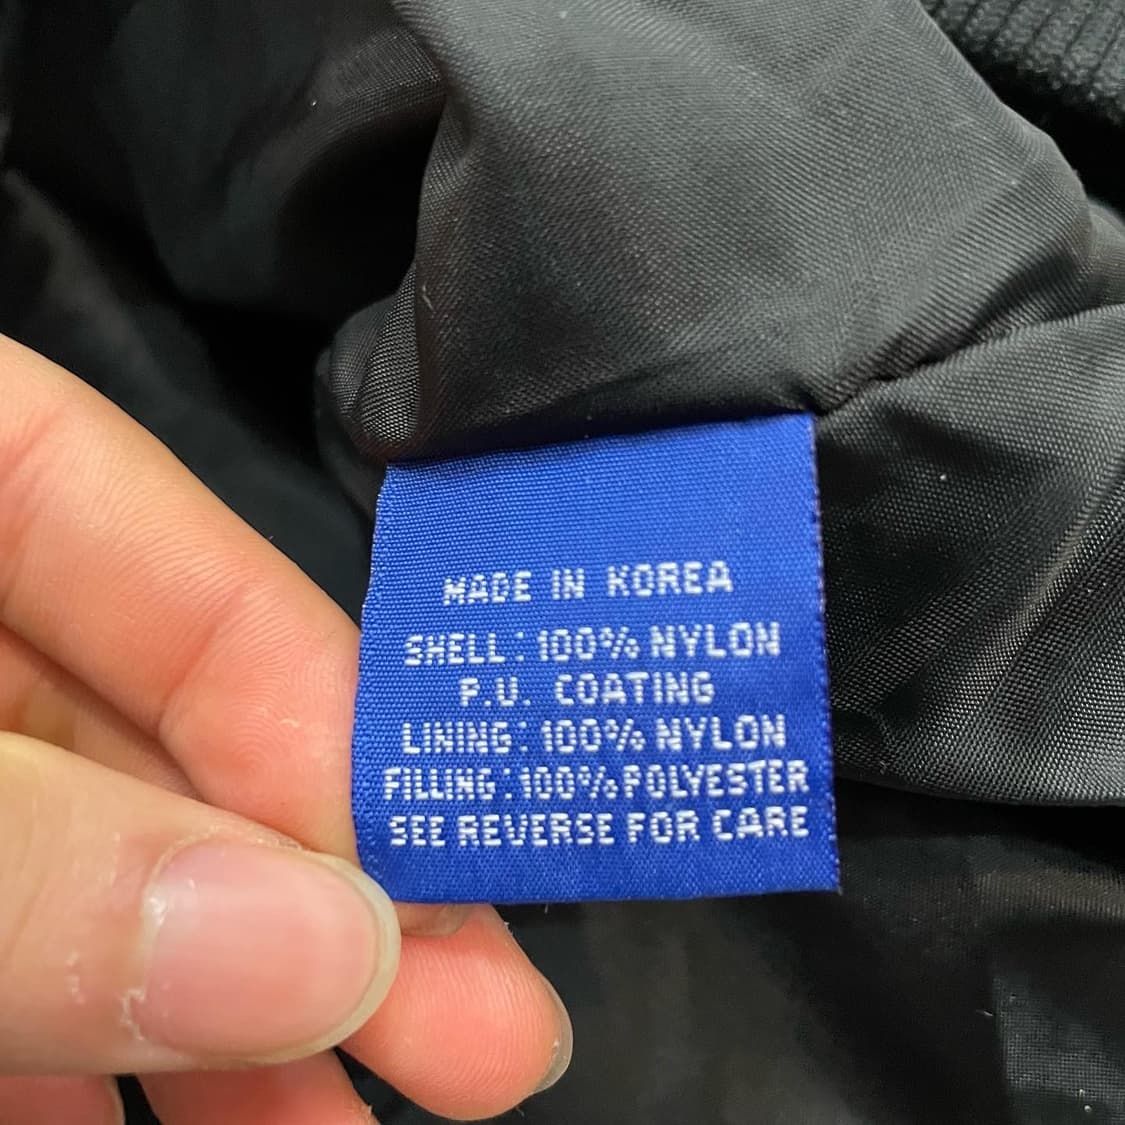 MADE IN KOREA
SHELL: 100% NYLON
P.U. COATING
LINING: 100% NYLON
FILLING: 100% POLYESTER
SEE REVERSE FOR CARE